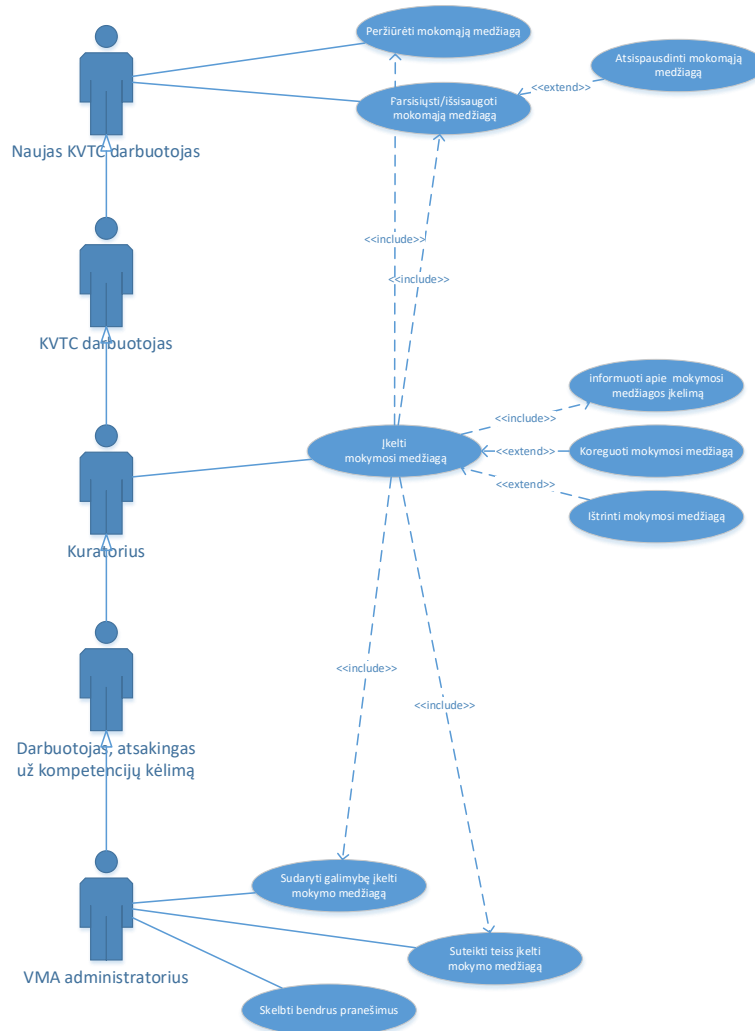 Peržiūrėti mokomąją medžiagą
Atsispausdinti mokomąją
medžiagą
<<extend>>
Parsisiųsti/išsisaugoti
mokomąją medžiagą
Naujas KVTC darbuotojas
<<include>>
<<include>>
KVTC darbuotojas
informuoti apie mokymosi
medžiagos įkėlimą
<<include>>
Įkelti
mokymosi medžiagą
<<extend>>
Koreguoti mokymosi medžiagą
<<extend>>
Ištrinti mokymosi medžiagą
Kuratorius
<<include>>
<<include>>
Darbuotojas, atsakingas
už kompetencijų kėlimą
Sudaryti galimybę įkelti
mokymo medžiagą
Suteikti teiss įkelti
mokymo medžiagą
VMA administratorius
Skelbti bendrus pranešimus